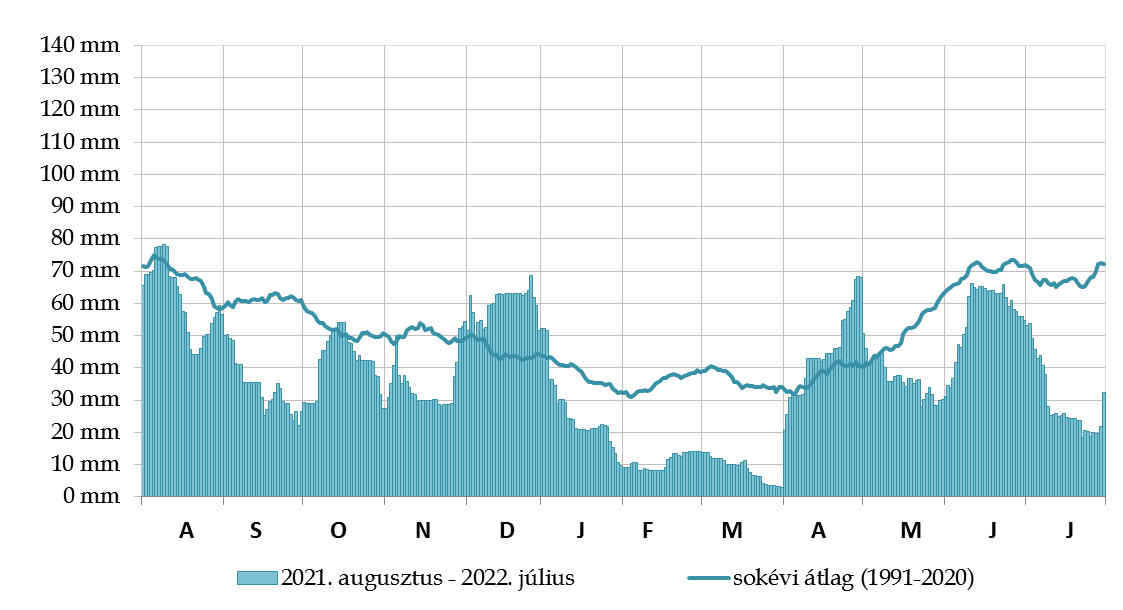 140 mm
130 mm
120 mm
110 mm
100 mm
90 mm
80 mm
70 mm
60 mm
50 mm
40 mm
30 mm
20 mm
10 mm
0 mm
A S O N D J F M A M J J
2021. augusztus - 2022. július sokévi átlag (1991-2020)